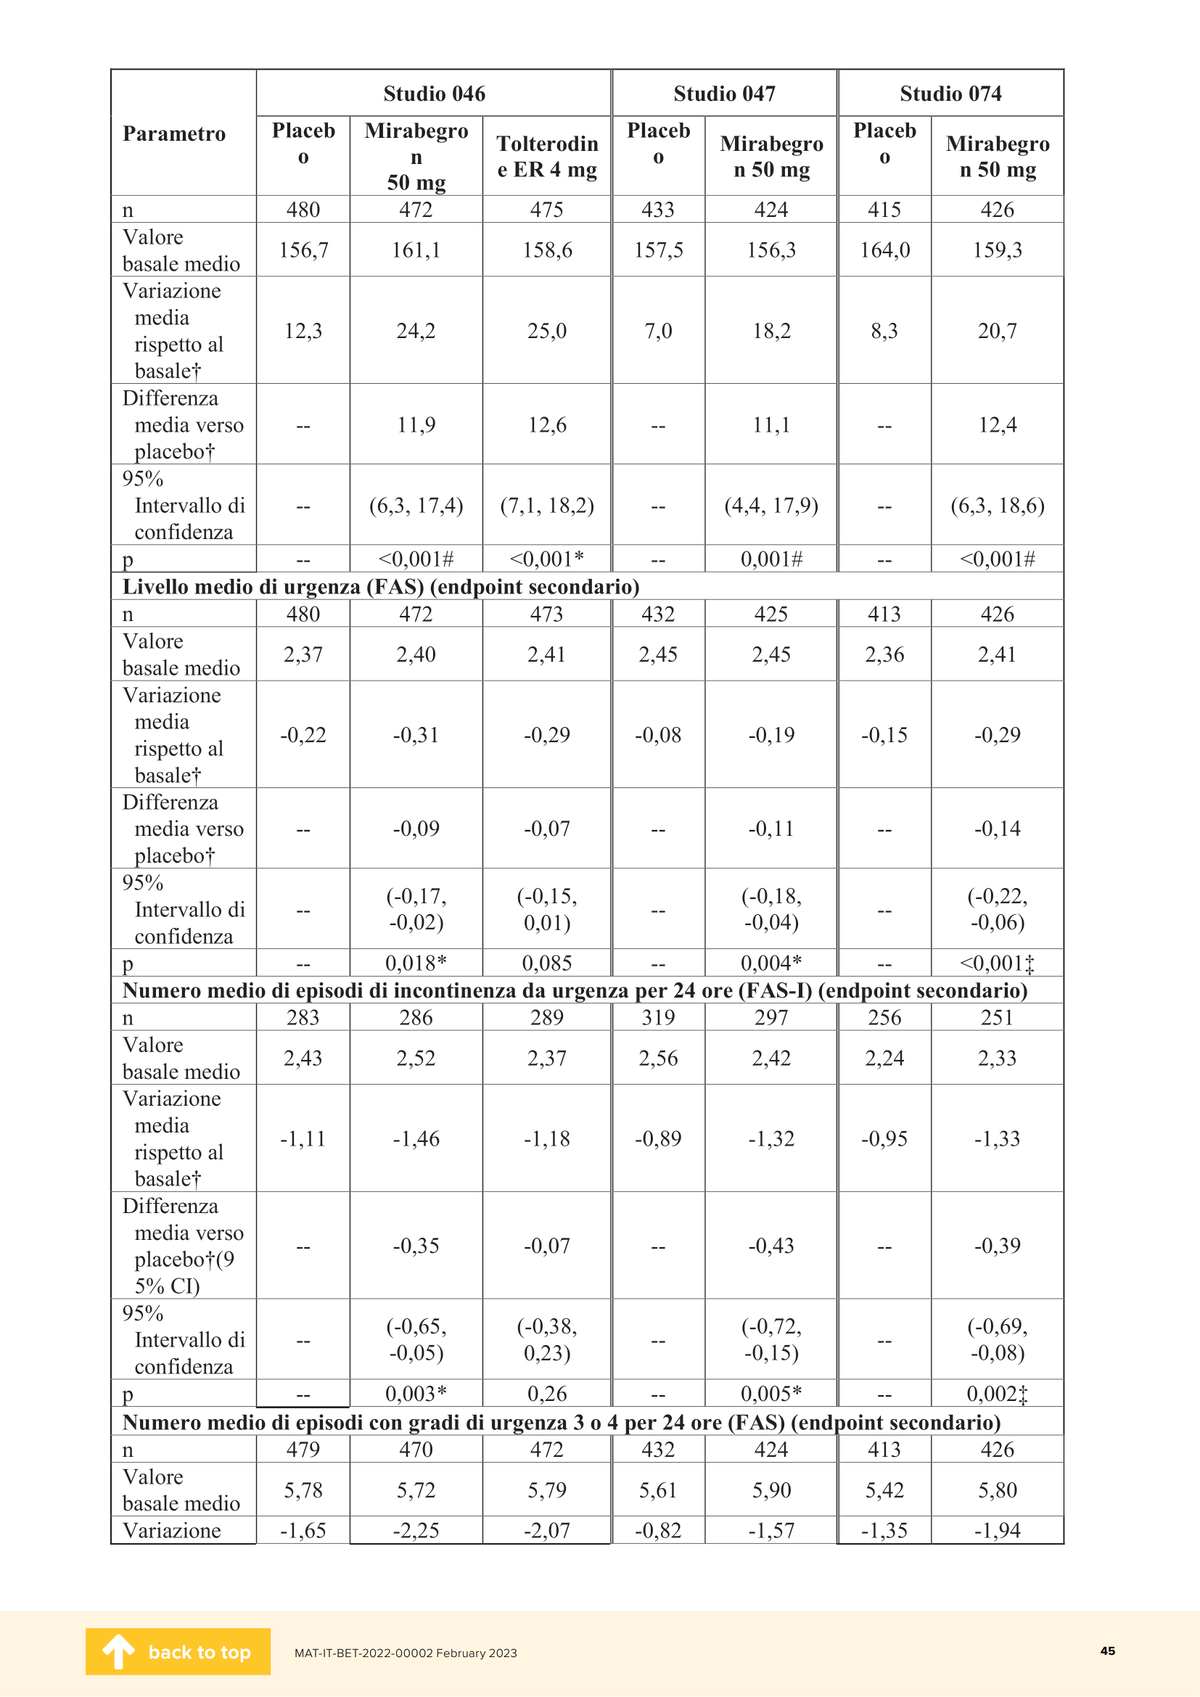 Studio 046 Studio 047 Studio 074
Parametro Placeb o Mirabegro n 50 mg Tolterodin e ER 4 mg Placeb o Mirabegro n 50 mg Placeb o Mirabegro n 50 mg
n 480 472 475 433 424 415 426
Valore
basale medio 156,7 161,1 158,6 157,5 156,3 164,0 159,3
Variazione
media
rispetto al
basale† 12,3 24,2 25,0 7,0 18,2 8,3 20,7
Differenza
media verso
placebo† -- 11,9 12,6 -- 11,1 -- 12,4
95%
Intervallo di
confidenza -- (6,3, 17,4) (7,1, 18,2) -- (4,4, 17,9) -- (6,3, 18,6)
p -- <0,001# <0,001* -- 0,001# -- <0,001#
Livello medio di urgenza (FAS) (endpoint secondario)
n 480 472 473 432 425 413 426
Valore
basale medio 2,37 2,40 2,41 2,45 2,45 2,36 2,41
Variazione
media
rispetto al
basale† -0,22 -0,31 -0,29 -0,08 -0,19 -0,15 -0,29
Differenza
media verso
placebo† -- -0,09 -0,07 -- -0,11 -- -0,14
95%
Intervallo di
confidenza -- (-0,17, -0,02) (-0,15, 0,01) -- (-0,18, -0,04) -- (-0,22, -0,06)
p -- 0,018* 0,085 -- 0,004* -- <0,001‡
Numero medio di episodi di incontinenza da urgenza per 24 ore (FAS-I) (endpoint secondario)
n 283 286 289 319 297 256 251
Valore
basale medio 2,43 2,52 2,37 2,56 2,42 2,24 2,33
Variazione
media
rispetto al
basale† -1,11 -1,46 -1,18 -0,89 -1,32 -0,95 -1,33
Differenza
media verso
placebo†(9
5% CI) -- -0,35 -0,07 -- -0,43 -- -0,39
95%
Intervallo di
confidenza -- (-0,65, -0,05) (-0,38, 0,23) -- (-0,72, -0,15) -- (-0,69, -0,08)
p -- 0,003* 0,26 -- 0,005* -- 0,002‡
Numero medio di episodi con gradi di urgenza 3 o 4 per 24 ore (FAS) (endpoint secondario)
n 479 470 472 432 424 413 426
Valore
basale medio 5,78 5,72 5,79 5,61 5,90 5,42 5,80
Variazione -1,65 -2,25 -2,07 -0,82 -1,57 -1,35 -1,94
back to top MAT-IT-BET-2022-00002 February 2023 45